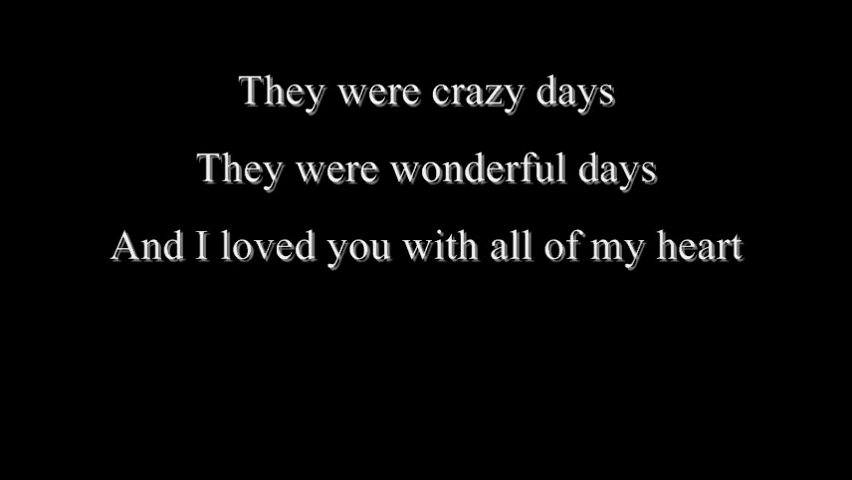 They were crazy days
They were wonderful days
And I loved you with all of my heart